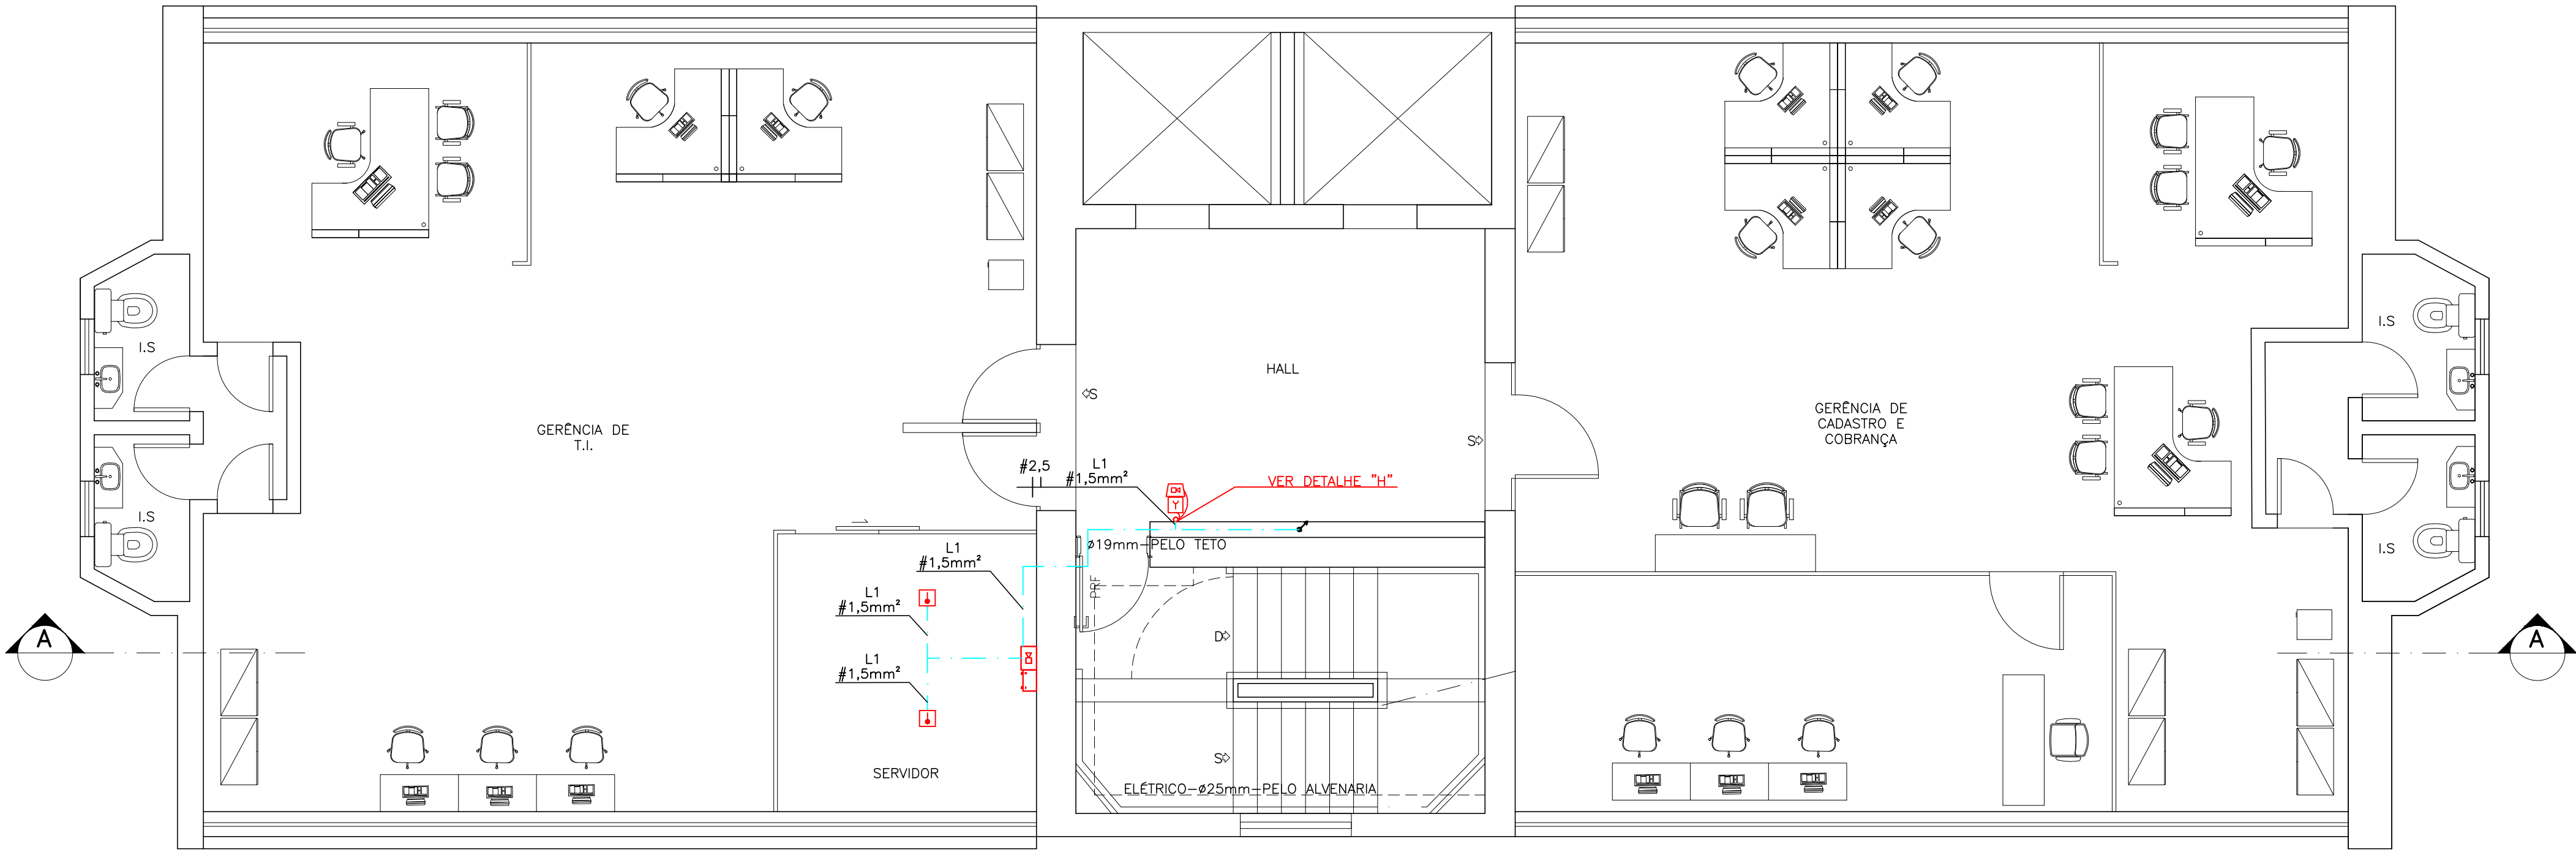 I.S
I.S
I.S
I.S
HALL
S
S
GERÊNCIA DE
T.I.
GERÊNCIA DE
CADASTRO E
COBRANÇA
#2,5
L1
#1,5mm²
VER DETALHE "H"
Y
ø19mm-PELO TETO
L1
#1,5mm²
PRF
L1
#1,5mm²
L1
#1,5mm²
D
S
A
A
SERVIDOR
ELÉTRICO-ø25mm-PELO ALVENARIA